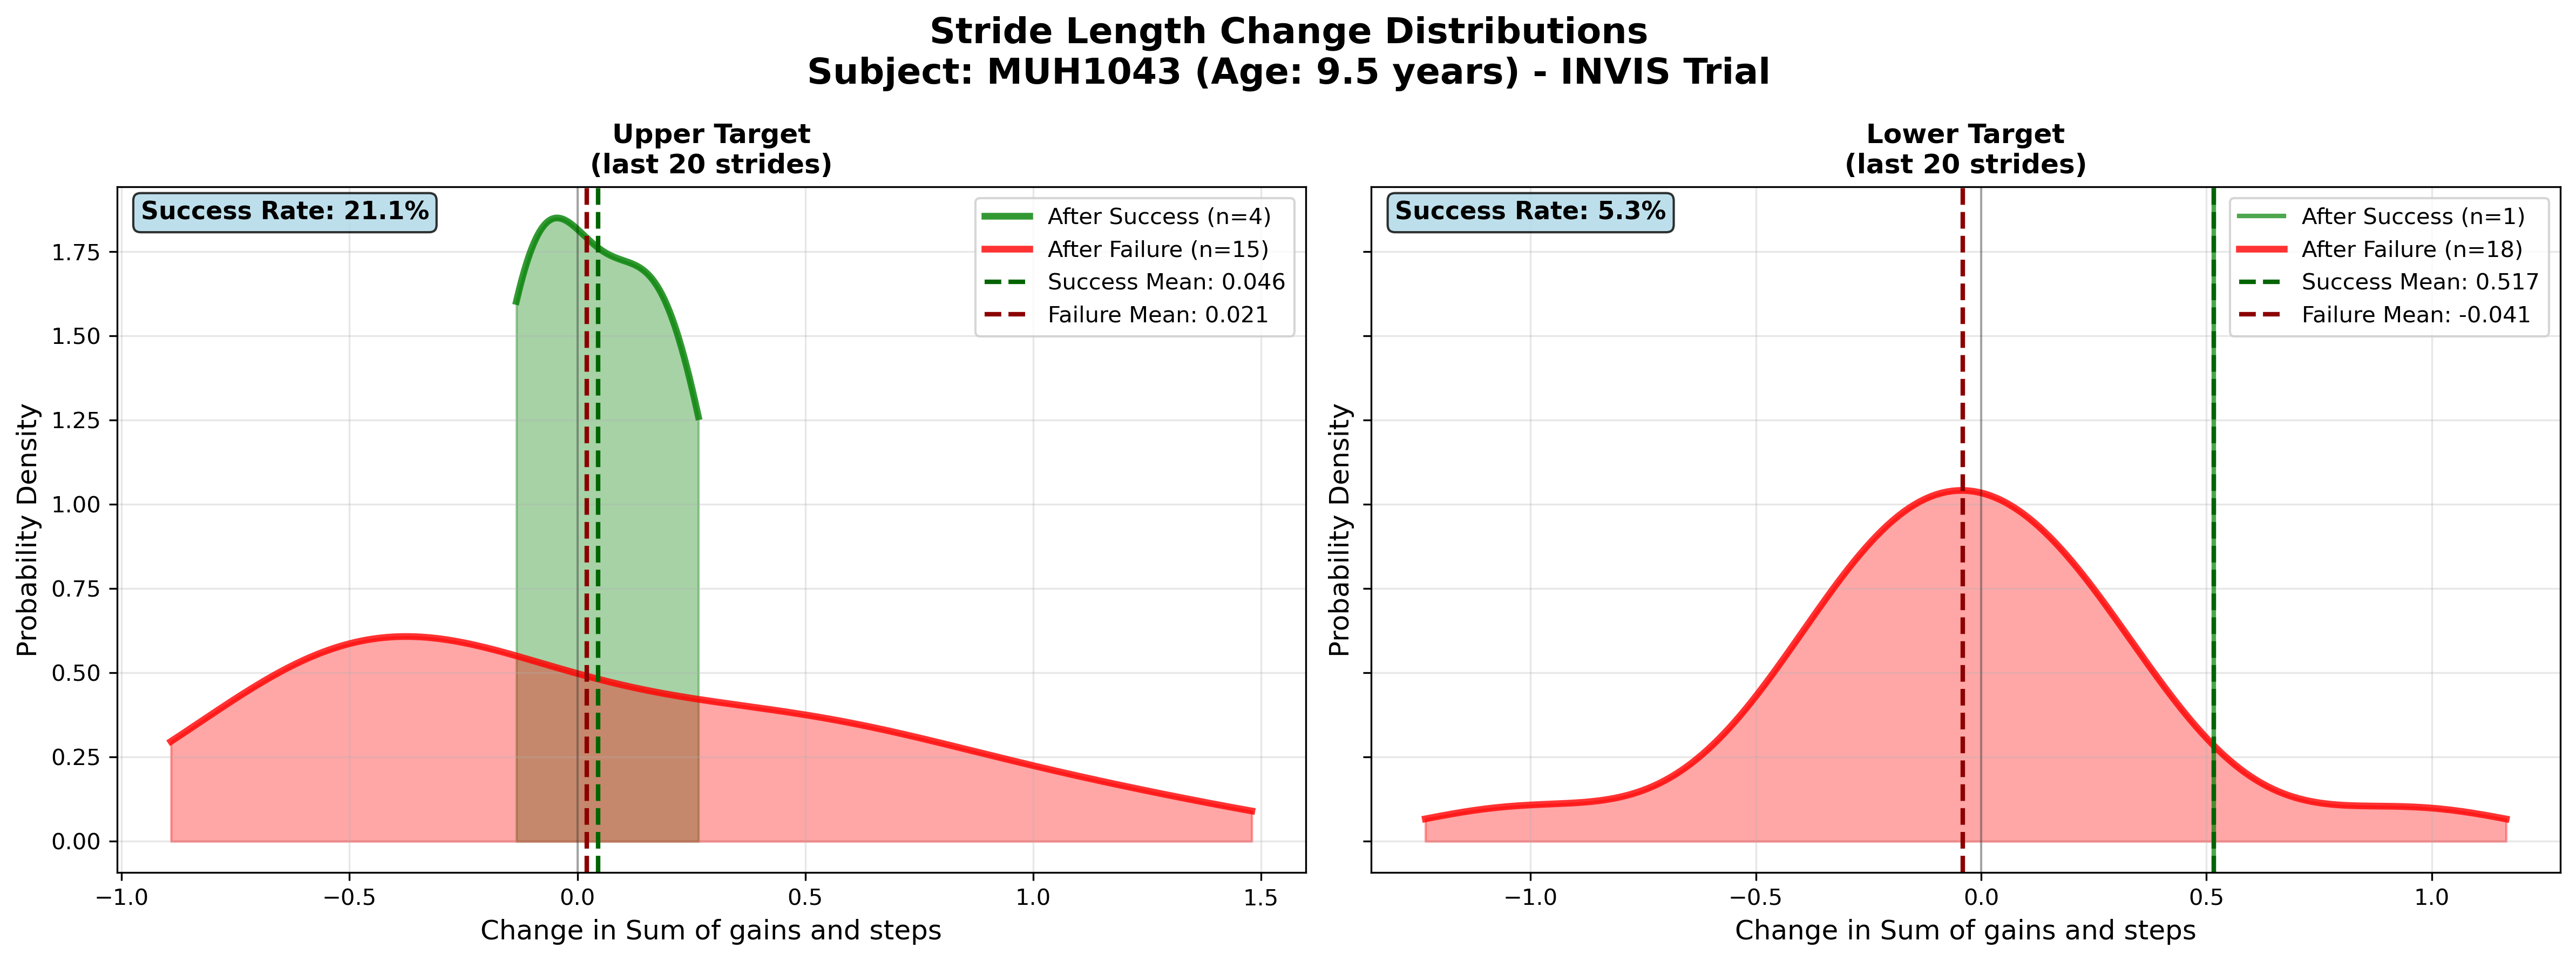 Stride Length Change Distributions
Subject: MUH1043 (Age: 9.5 years) - INVIS Trial
Upper Target
(last 20 strides)
Success Rate: 21.1%
After Success (n=4)
After Failure (n=15)
Success Mean: 0.046
Failure Mean: 0.021
Probability Density
1.75
1.50
1.25
1.00
0.75
0.50
0.25
0.00
−1.0
−0.5
0.0
0.5
1.0
1.5
Change in Sum of gains and steps
Lower Target
(last 20 strides)
Success Rate: 5.3%
After Success (n=1)
After Failure (n=18)
Success Mean: 0.517
Failure Mean: -0.041
Probability Density
−1.0
−0.5
0.0
0.5
1.0
Change in Sum of gains and steps